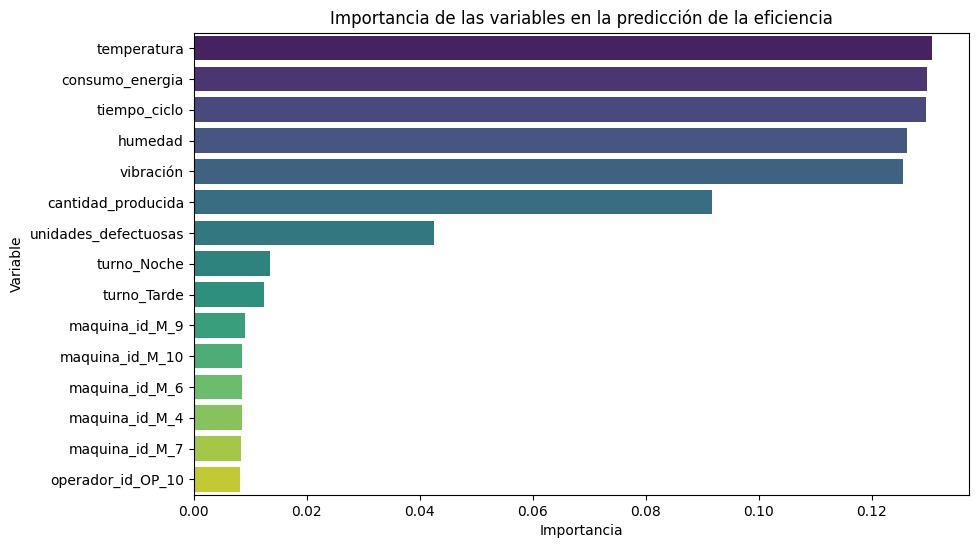 Importancia de las variables en la predicción de la eficiencia
temperatura
consumo_energia
tiempo_ciclo
humedad
vibración
cantidad_producida
unidades_defectuosas
turno_Noche
turno_Tarde
maquina_id_M_9
maquina_id_M_10
maquina_id_M_6
maquina_id_M_4
maquina_id_M_7
operador_id_OP_10
Variable
0.00 0.02 0.04 0.06 0.08 0.10 0.12
Importancia